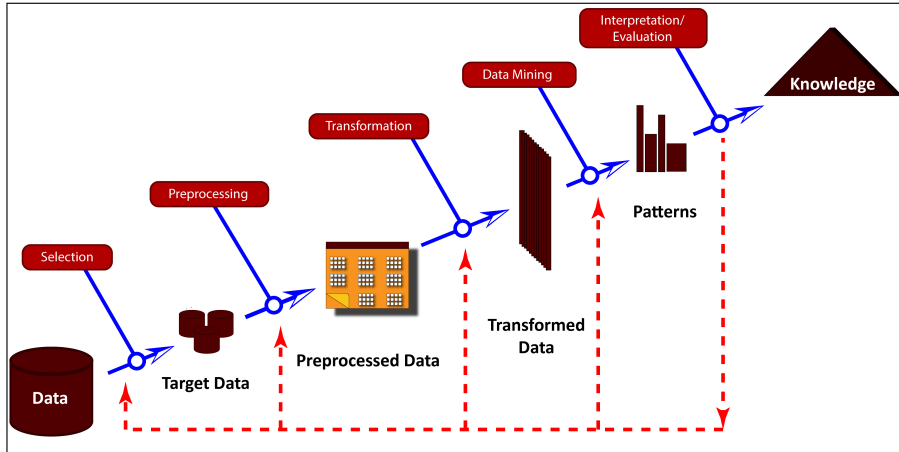 Interpretation/
Evaluation
Data Mining
Knowledge
Transformation
Preprocessing
Patterns
Selection
Transformed
Data
Preprocessed Data
Target Data
Data